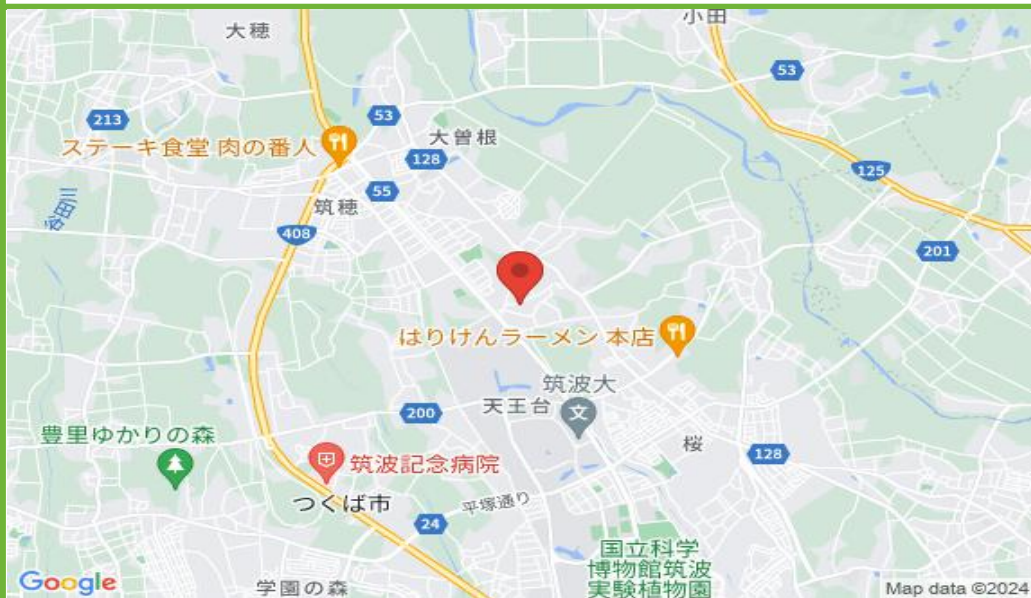 小田
大穂
53
213
53
大曽根
ステーキ食堂 肉の番人
128
125
55
三田谷
筑穂
408
201
はりけんラーメン 本店
筑波大
天王台
200
豊里ゆかりの森
桜
128
筑波記念病院
つくば市
平塚通り
24
国立科学
博物館筑波
実験植物園
Google
学園の森
Map data ©2024